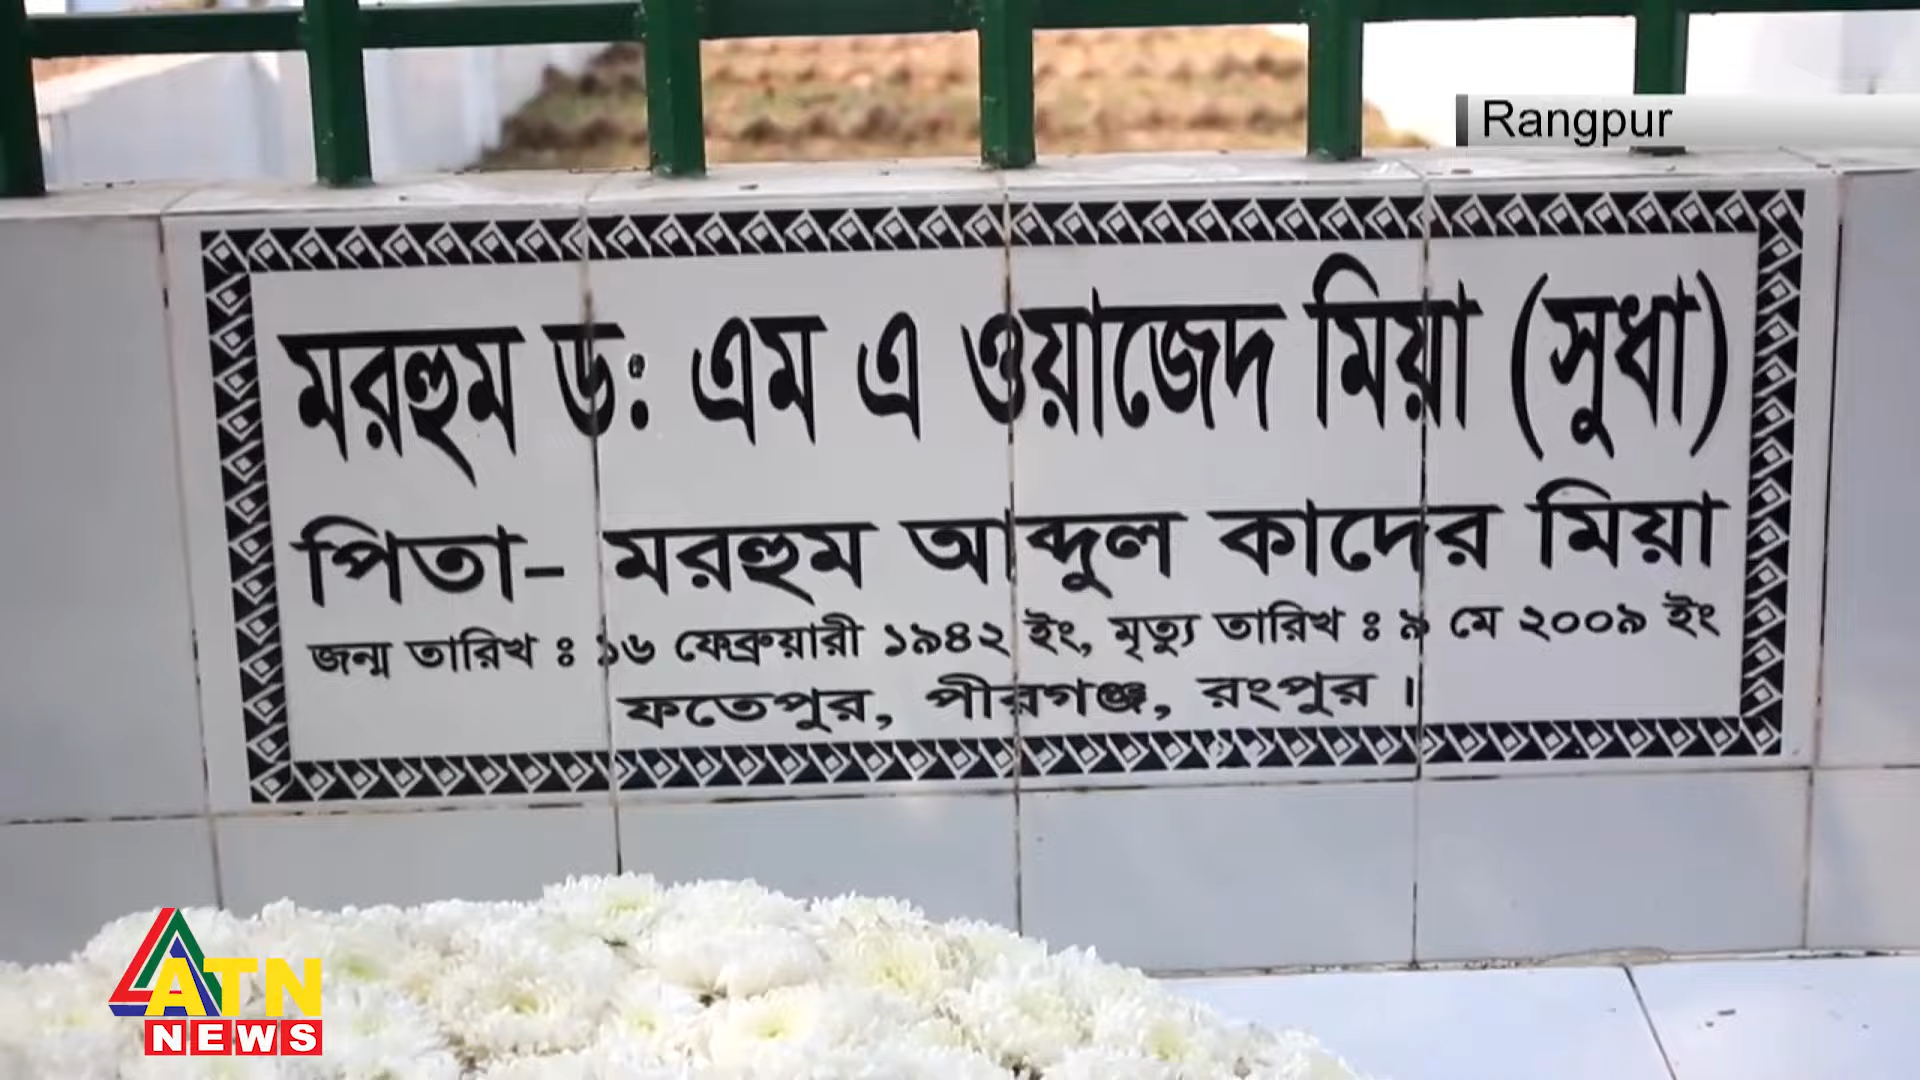 Rangpur
মরহুম ড: এম এ ওয়াজেদ মিয়া (সুধা)
পিতা- মরহুম আব্দুল কাদের মিয়া
জন্ম তারিখ : ১৬ ফেব্রুয়ারী ১৯৪২ ইং, মৃত্যু তারিখ : ৯ মে ২০০৯ ইং
ফতেপুর, পীরগঞ্জ, রংপুর ।
ATN
NEWS